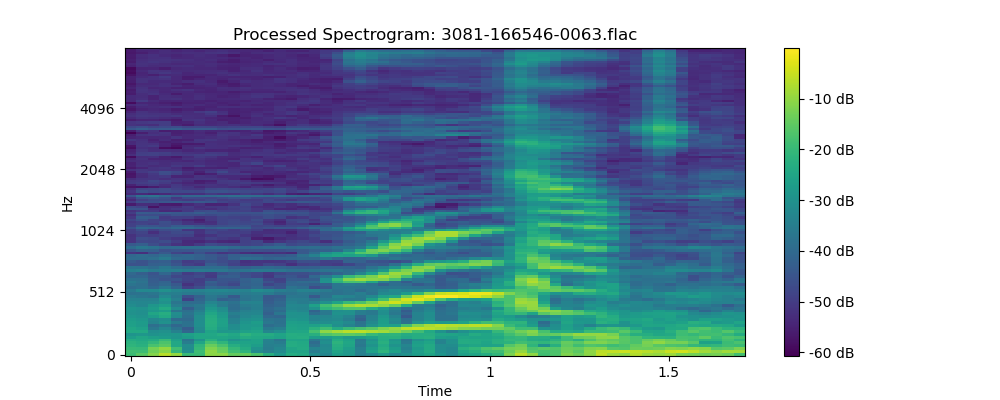 Processed Spectrogram: 3081-166546-0063.flac
Hz
4096
2048
1024
512
0
0
0.5
1
1.5
Time
-10 dB
-20 dB
-30 dB
-40 dB
-50 dB
-60 dB